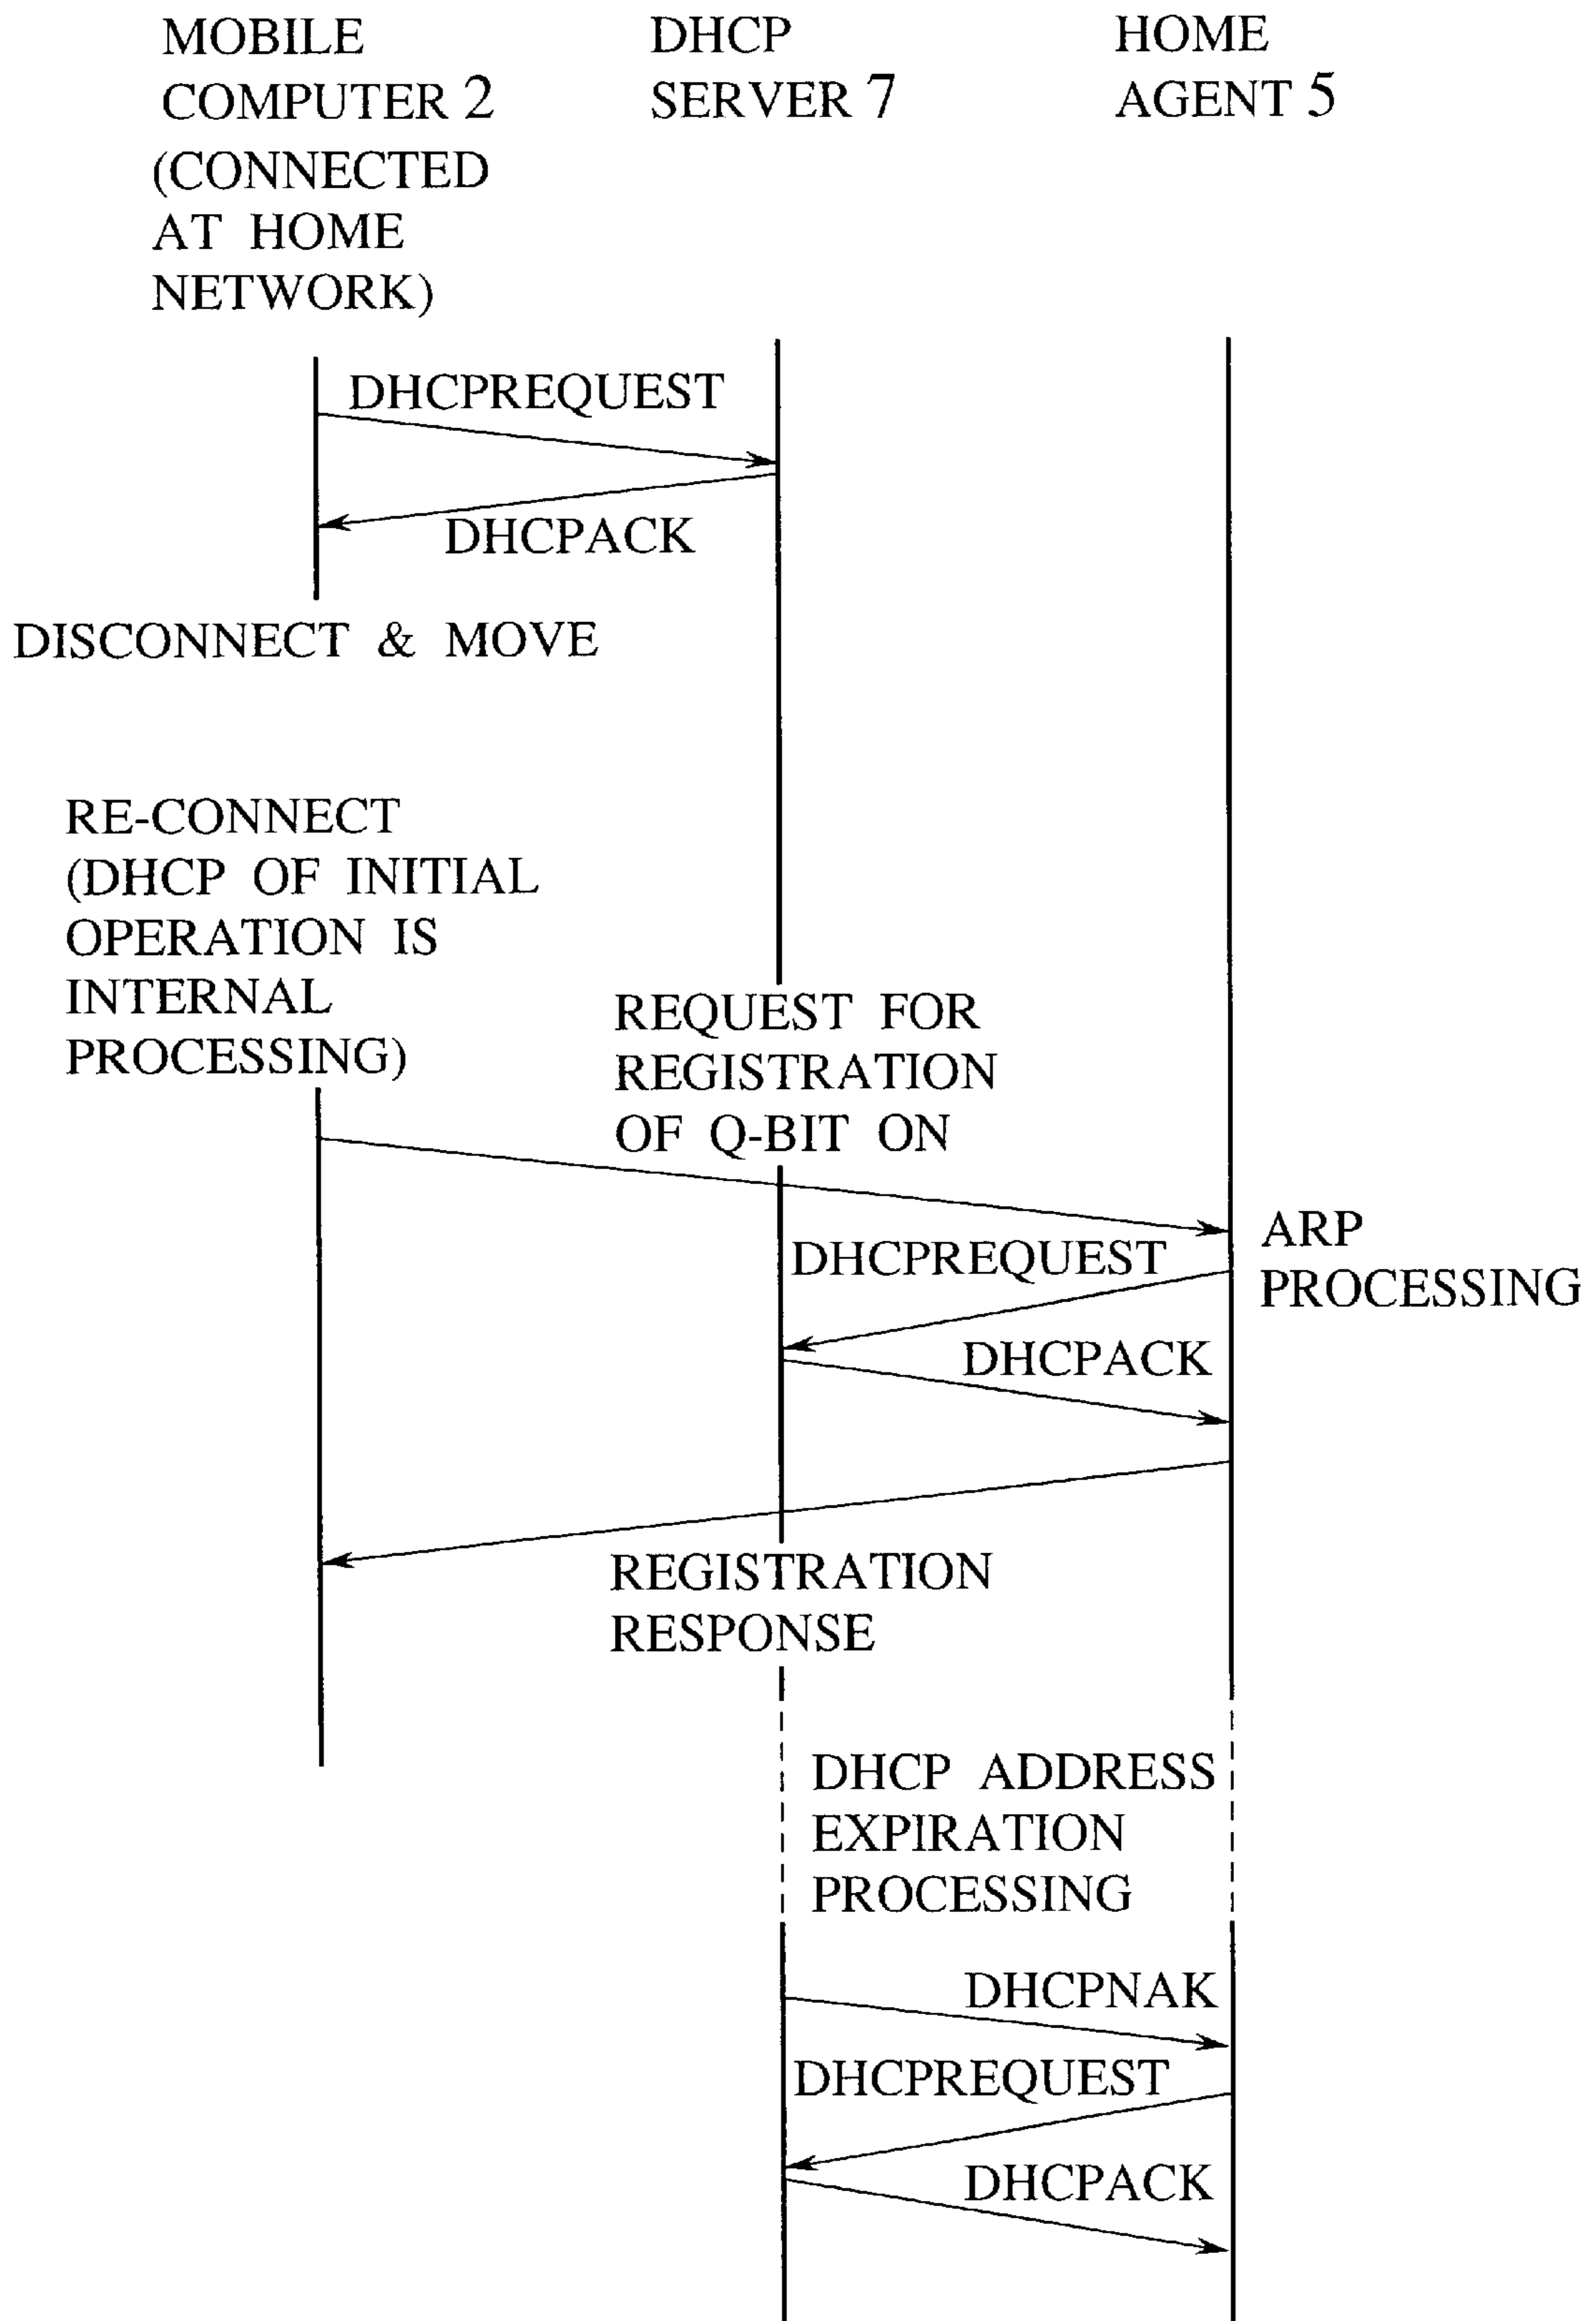 MOBILE
COMPUTER 2
(CONNECTED
AT HOME
NETWORK)
DHCP
SERVER 7
HOME
AGENT 5
DHCPREQUEST
DHCPACK
DISCONNECT & MOVE
RE-CONNECT
(DHCP OF INITIAL
OPERATION IS
INTERNAL
PROCESSING)
REQUEST FOR
REGISTRATION
OF Q-BIT ON
ARP
PROCESSING
DHCPREQUEST
DHCPACK
REGISTRATION
RESPONSE
DHCP ADDRESS
EXPIRATION
PROCESSING
DHCPNAK
DHCPREQUEST
DHCPACK